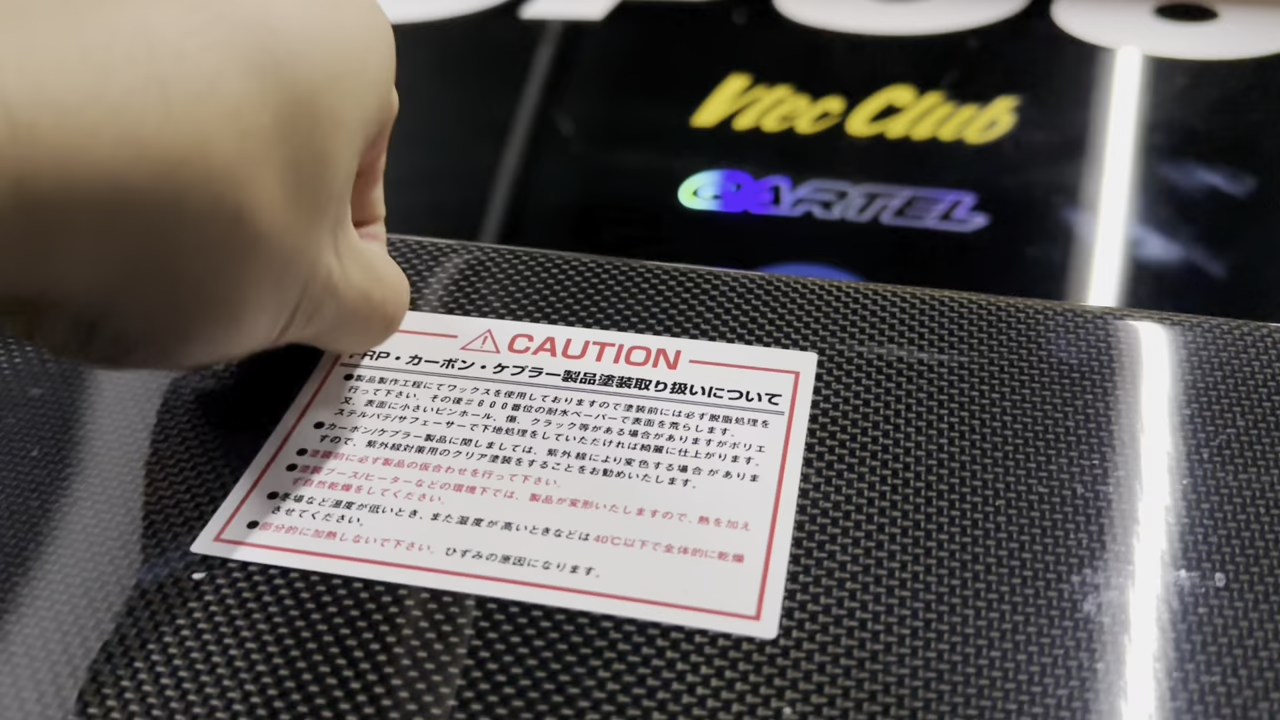 Vtec Club
CARTEL
CAUTION
FRP・カーボン・ケブラー製品塗装取り扱いについて
●製品製作工程にてワックスを使用しておりますので塗装前には必ず脱脂処理を
行って下さい。その後#600番位の耐水ペーパーで表面を荒らします。
又、表面に小さいピンホール、傷、クラック等がある場合がありますがポリエ
ステルパテ/サフェーサーで下地処理をしていただければ綺麗に仕上がります。
●カーボン/ケブラー製品に関しましては、紫外線により変色する場合がありま
すので、紫外線対策用のクリア塗装をすることをお勧めいたします。
●塗装前に必ず製品の仮合わせを行って下さい。
●塗装ブース/ヒーターなどの環境下では、製品が変形いたしますので、熱を加え
ず自然乾燥をしてください。
●冬場など温度が低いとき、また湿度が高いときなどは40℃以下で全体的に乾燥
させてください。
●部分的に加熱しないで下さい。ひずみの原因になります。